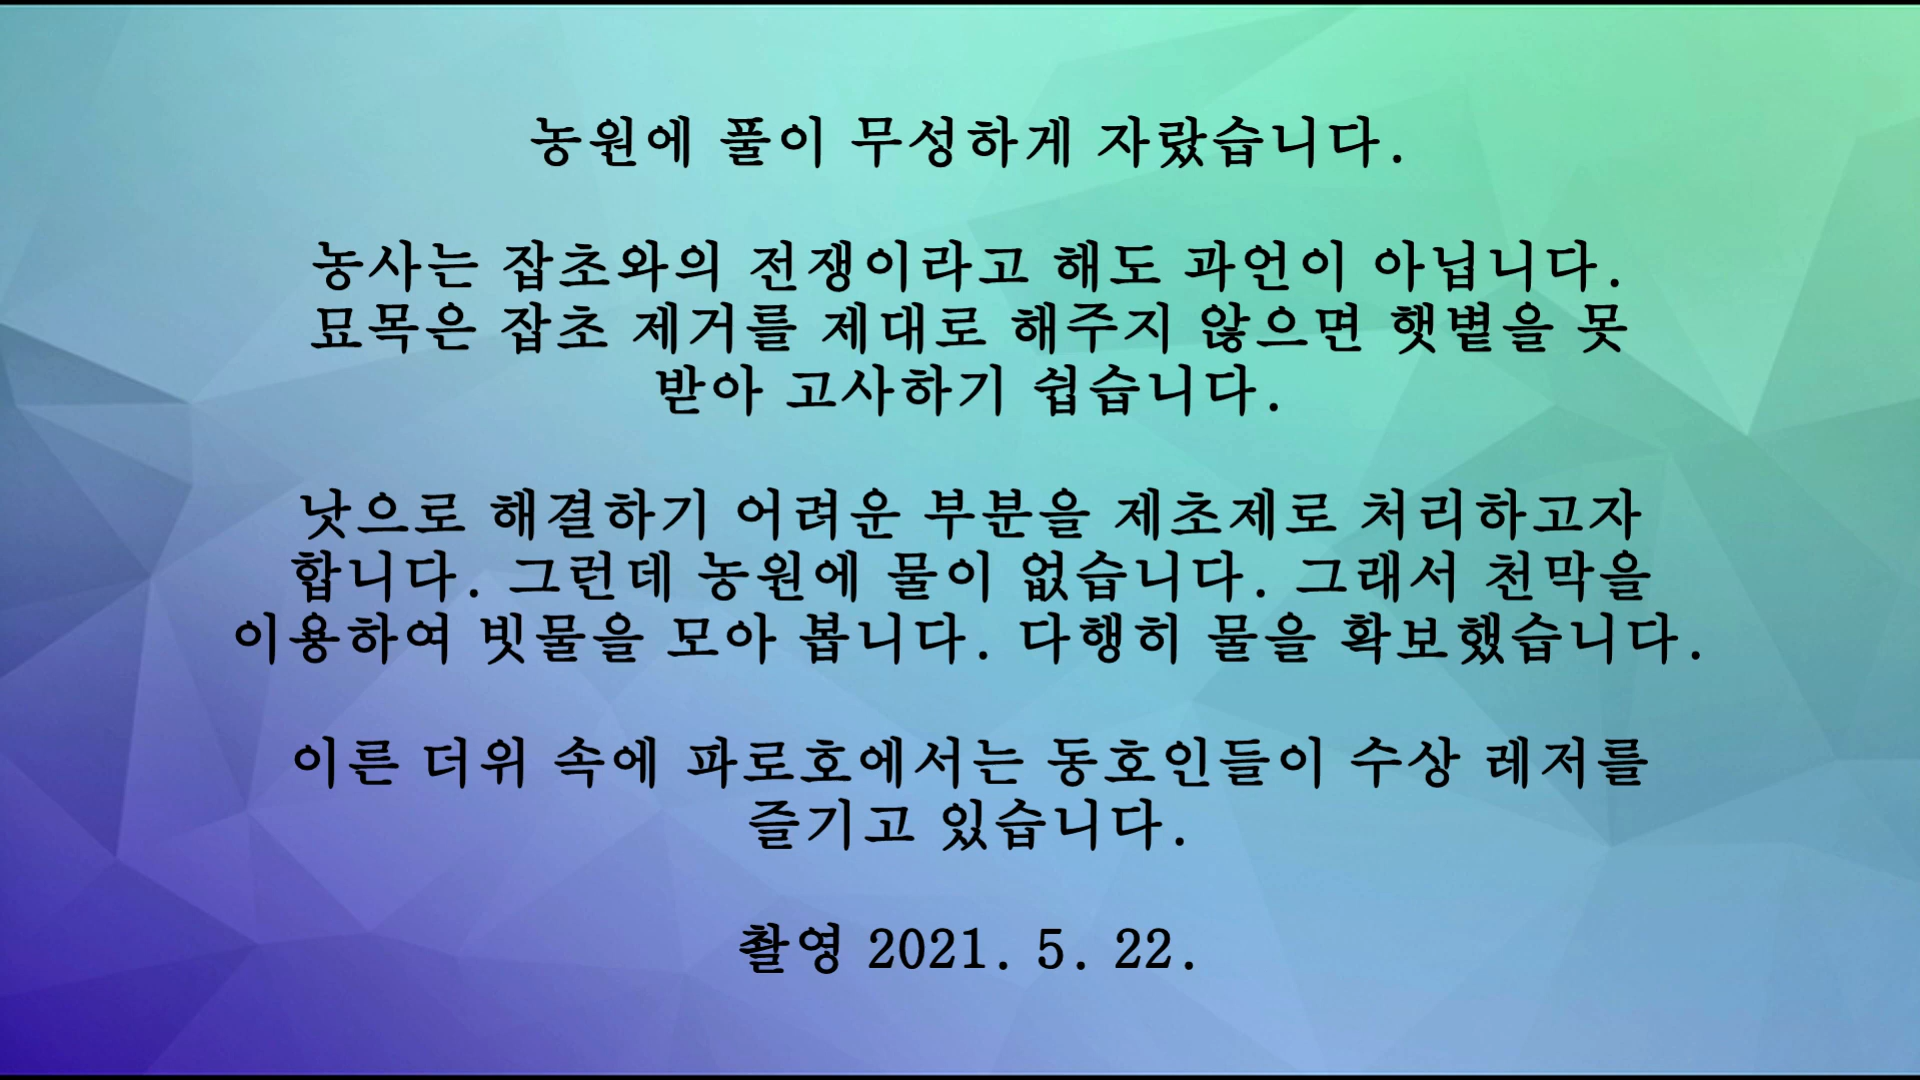 농원에 풀이 무성하게 자랐습니다.
농사는 잡초와의 전쟁이라고 해도 과언이 아닙니다.
묘목은 잡초 제거를 제대로 해주지 않으면 햇볕을 못
받아 고사하기 쉽습니다.
낫으로 해결하기 어려운 부분을 제초제로 처리하고자
합니다. 그런데 농원에 물이 없습니다. 그래서 천막을
이용하여 빗물을 모아 봅니다. 다행히 물을 확보했습니다.
이른 더위 속에 파로호에서는 동호인들이 수상 레저를
즐기고 있습니다.
촬영 2021. 5. 22.